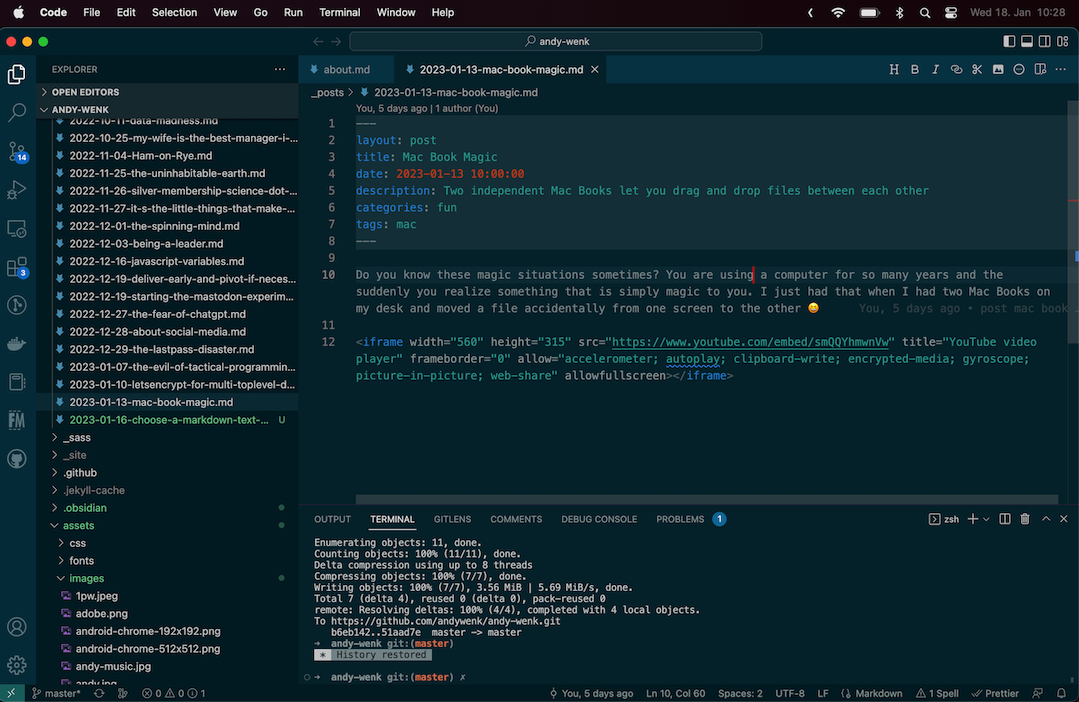 Code File Edit Selection View Go Run Terminal Window Help Wed 18. Jan 10:28
andy-wenk
EXPLORER
OPEN EDITORS
ANDY-WENK
2022-10-11-data-madness.md
2022-10-25-my-wife-is-the-best-manager-i-...
2022-11-04-Ham-on-Rye.md
2022-11-25-the-uninhabitable-earth.md
2022-11-26-silver-membership-science-dot-...
2022-11-27-it-s-the-little-things-that-make-...
2022-12-01-the-spinning-mind.md
2022-12-03-being-a-leader.md
2022-12-16-javascript-variables.md
2022-12-19-deliver-early-and-pivot-if-neces...
2022-12-19-starting-the-mastodon-experim...
2022-12-27-the-fear-of-chatgpt.md
2022-12-28-about-social-media.md
2022-12-29-the-lastpass-disaster.md
2023-01-07-the-evil-of-tactical-programmin...
2023-01-10-letsencrypt-for-multi-toplevel-d...
2023-01-13-mac-book-magic.md
2023-01-16-choose-a-markdown-text-... U
_sass
_site
.github
.jekyll-cache
.obsidian
assets
css
fonts
images
1pw.jpeg
adobe.png
android-chrome-192x192.png
android-chrome-512x512.png
andy-music.jpg
andy.jpg
14
3
FM
about.md 2023-01-13-mac-book-magic.md
H B I
_posts > 2023-01-13-mac-book-magic.md
You, 5 days ago | 1 author (You)
1 ---
2 layout: post
3 title: Mac Book Magic
4 date: 2023-01-13 10:00:00
5 description: Two independent Mac Books let you drag and drop files between each other
6 categories: fun
7 tags: mac
8 ---
9
10 Do you know these magic situations sometimes? You are using a computer for so many years and the
suddenly you realize something that is simply magic to you. I just had that when I had two Mac Books on
my desk and moved a file accidentally from one screen to the other 😀 You, 5 days ago • post mac book
11
12 <iframe width="560" height="315" src="https://www.youtube.com/embed/smQQYhmwnVw" title="YouTube video
player" frameborder="0" allow="accelerometer; autoplay; clipboard-write; encrypted-media; gyroscope;
picture-in-picture; web-share" allowfullscreen></iframe>
OUTPUT TERMINAL GITLENS COMMENTS DEBUG CONSOLE PROBLEMS 1 zsh
Enumerating objects: 11, done.
Counting objects: 100% (11/11), done.
Delta compression using up to 8 threads
Compressing objects: 100% (7/7), done.
Writing objects: 100% (7/7), 3.56 MiB | 5.69 MiB/s, done.
Total 7 (delta 4), reused 0 (delta 0), pack-reused 0
remote: Resolving deltas: 100% (4/4), completed with 4 local objects.
To https://github.com/andywenk/andy-wenk.git
b6eb142..51aad7e master -> master
→ andy-wenk git:(master)
* History restored
→ andy-wenk git:(master) ✗
master* 0 0 1 You, 5 days ago Ln 10, Col 60 Spaces: 2 UTF-8 LF Markdown 1 Spell Prettier